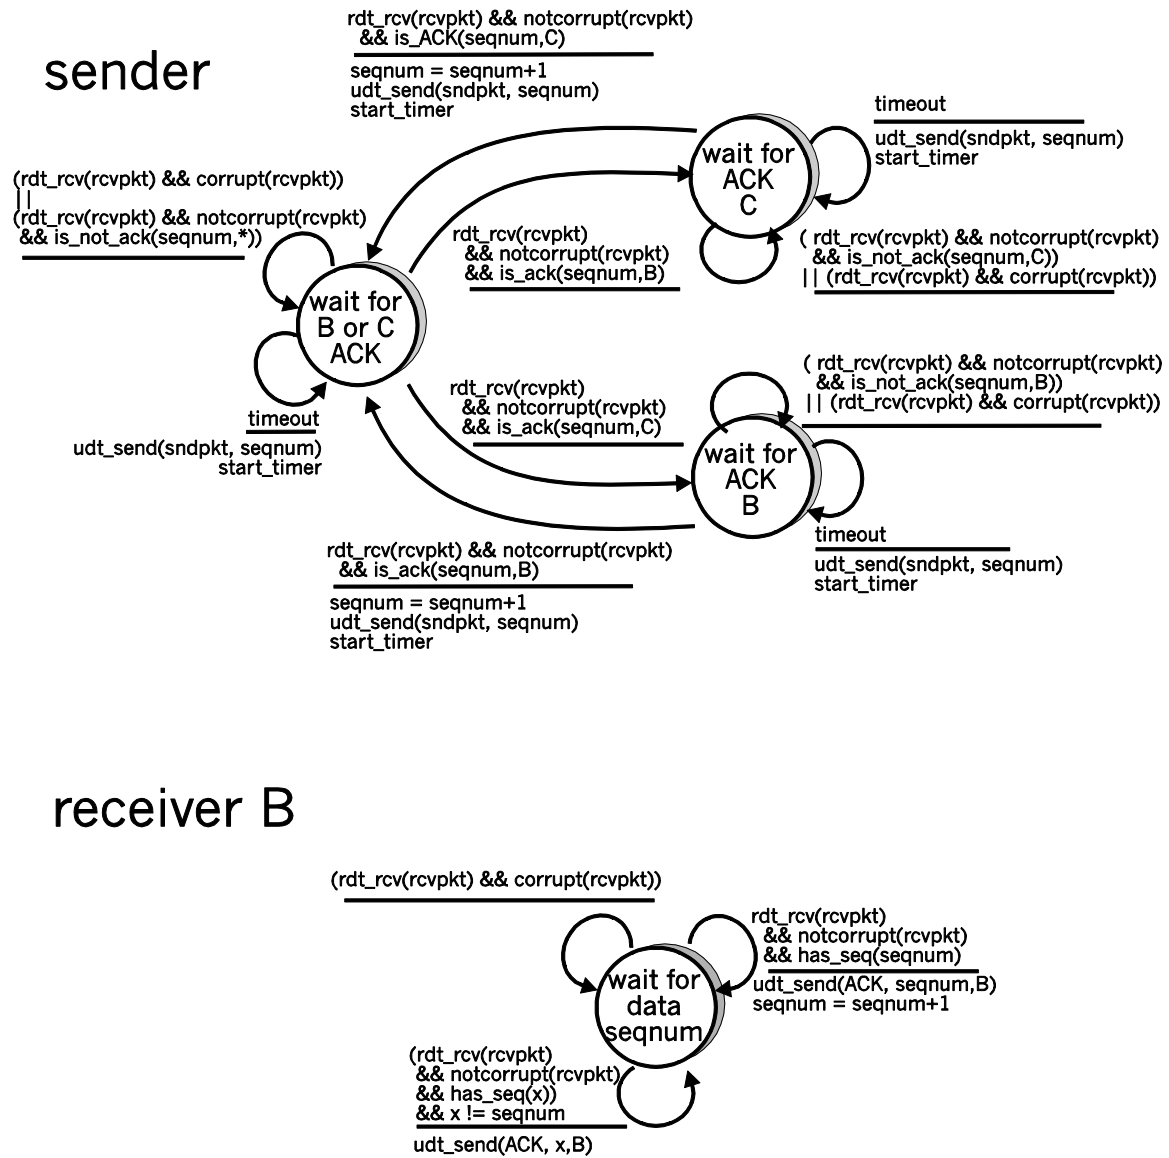 sender
rdt_rcv(rcvpkt) && notcorrupt(rcvpkt)
&& is_ACK(seqnum,C)
seqnum = seqnum+1
udt_send(sndpkt, seqnum)
start_timer
timeout
udt_send(sndpkt, seqnum)
start_timer
wait for
ACK
C
(rdt_rcv(rcvpkt) && corrupt(rcvpkt))
||
(rdt_rcv(rcvpkt) && notcorrupt(rcvpkt)
&& is_not_ack(seqnum,*))
rdt_rcv(rcvpkt)
&& notcorrupt(rcvpkt)
&& is_ack(seqnum,B)
( rdt_rcv(rcvpkt) && notcorrupt(rcvpkt)
&& is_not_ack(seqnum,C))
|| (rdt_rcv(rcvpkt) && corrupt(rcvpkt))
wait for
B or C
ACK
timeout
udt_send(sndpkt, seqnum)
start_timer
rdt_rcv(rcvpkt)
&& notcorrupt(rcvpkt)
&& is_ack(seqnum,C)
( rdt_rcv(rcvpkt) && notcorrupt(rcvpkt)
&& is_not_ack(seqnum,B))
|| (rdt_rcv(rcvpkt) && corrupt(rcvpkt))
wait for
ACK
B
timeout
udt_send(sndpkt, seqnum)
start_timer
rdt_rcv(rcvpkt) && notcorrupt(rcvpkt)
&& is_ack(seqnum,B)
seqnum = seqnum+1
udt_send(sndpkt, seqnum)
start_timer
receiver B
(rdt_rcv(rcvpkt) && corrupt(rcvpkt))
rdt_rcv(rcvpkt)
&& notcorrupt(rcvpkt)
&& has_seq(seqnum)
udt_send(ACK, seqnum,B)
seqnum = seqnum+1
wait for
data
seqnum
(rdt_rcv(rcvpkt)
&& notcorrupt(rcvpkt)
&& has_seq(x))
&& x != seqnum
udt_send(ACK, x,B)